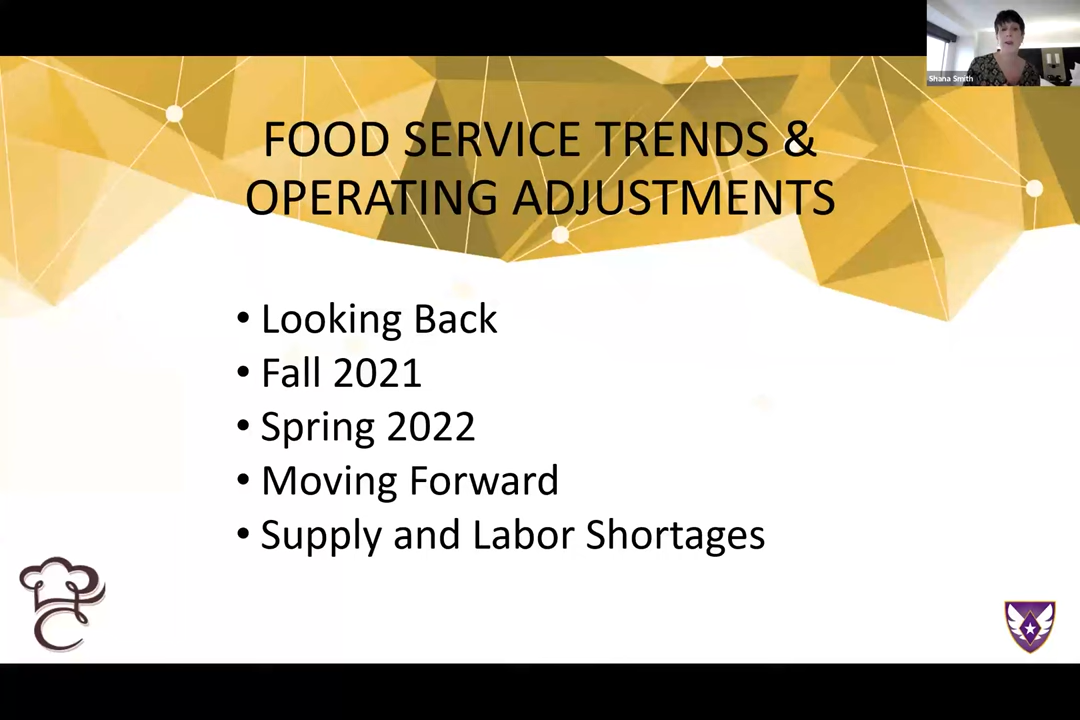 Shana Smith
FOOD SERVICE TRENDS &
OPERATING ADJUSTMENTS
• Looking Back
• Fall 2021
• Spring 2022
• Moving Forward
• Supply and Labor Shortages